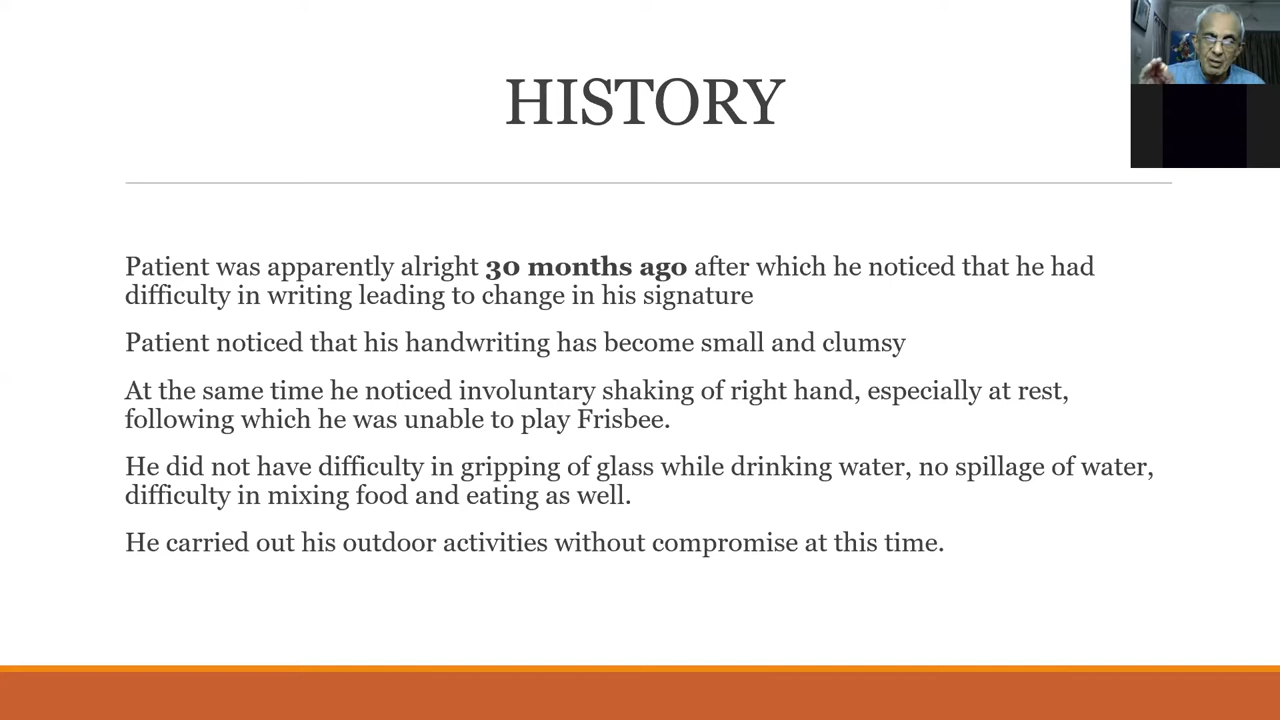 HISTORY
Patient was apparently alright 30 months ago after which he noticed that he had
difficulty in writing leading to change in his signature
Patient noticed that his handwriting has become small and clumsy
At the same time he noticed involuntary shaking of right hand, especially at rest,
following which he was unable to play Frisbee.
He did not have difficulty in gripping of glass while drinking water, no spillage of water,
difficulty in mixing food and eating as well.
He carried out his outdoor activities without compromise at this time.